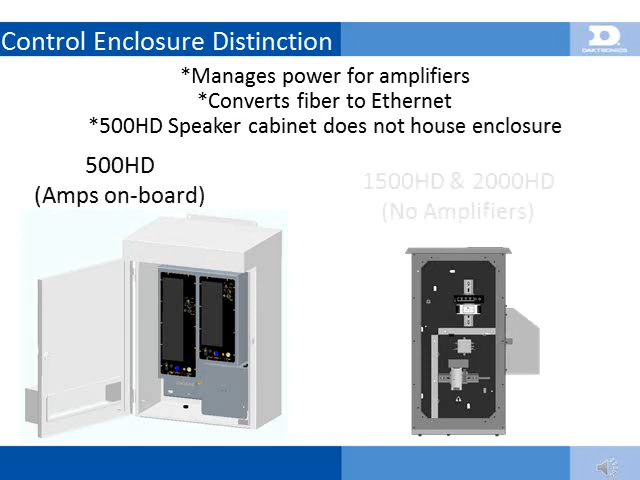 Control Enclosure Distinction
DAKTRONICS
*Manages power for amplifiers
*Converts fiber to Ethernet
*500HD Speaker cabinet does not house enclosure
500HD
(Amps on-board)
1500HD & 2000HD
(No Amplifiers)